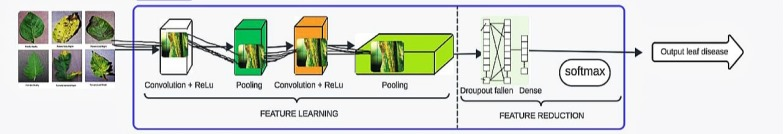 Convolution + ReLu
Pooling
Convolution + ReLu
Pooling
FEATURE LEARNING
Droupout fallen
Dense
softmax
FEATURE REDUCTION
Output leaf disease